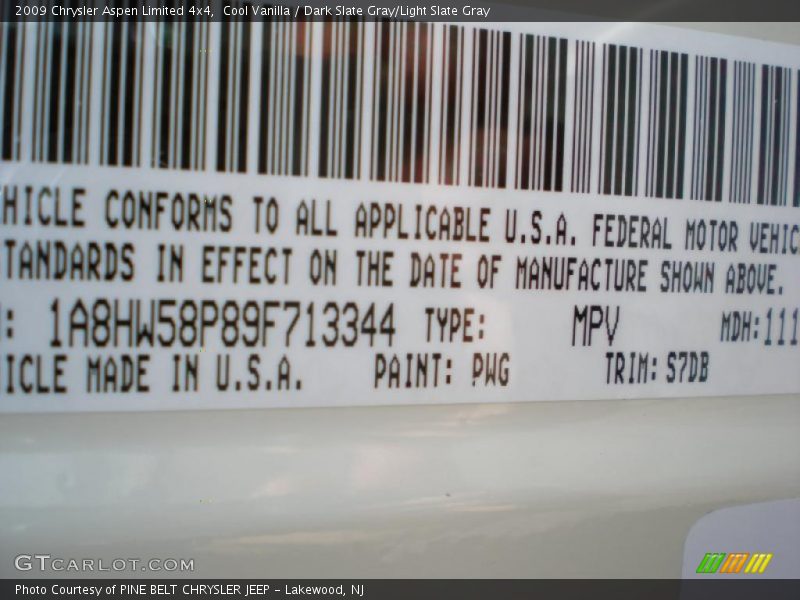 2009 Chrysler Aspen Limited 4x4,  Cool Vanilla / Dark Slate Gray/Light Slate Gray
HICLE CONFORMS TO ALL APPLICABLE U.S.A. FEDERAL MOTOR VEHIC
TANDARDS IN EFFECT ON THE DATE OF MANUFACTURE SHOWN ABOVE.
: 1A8HW58P89F713344 TYPE: MPV MDH:111
ICLE MADE IN U.S.A. PAINT: PWG TRIM: S7DB
GTCARLOT.COM
Photo Courtesy of PINE BELT CHRYSLER JEEP - Lakewood, NJ